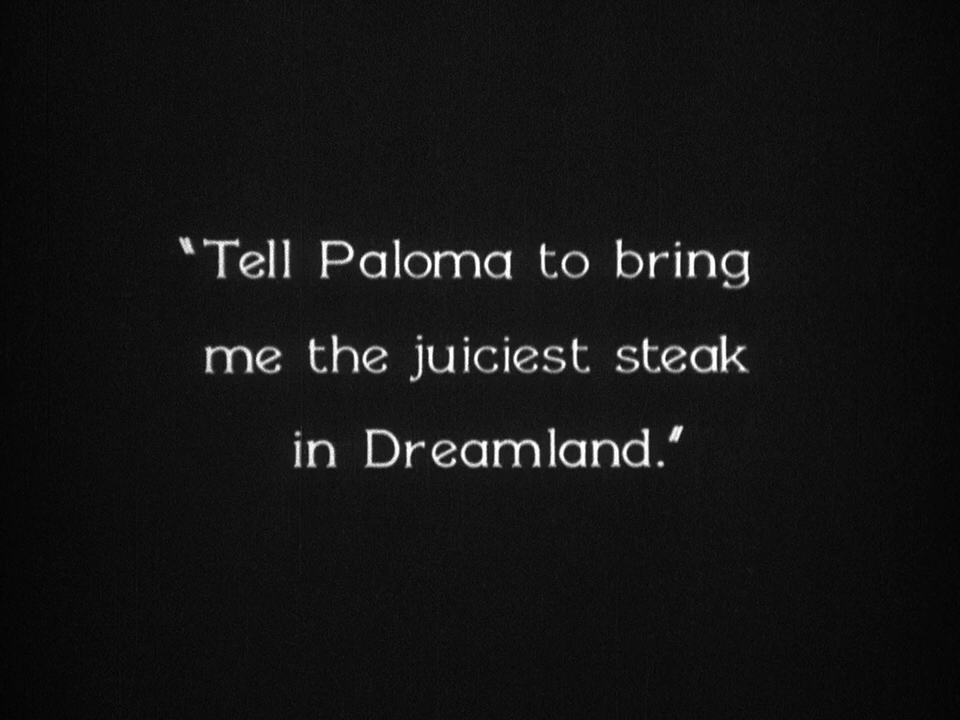 "Tell Paloma to bring
me the juiciest steak
in Dreamland."